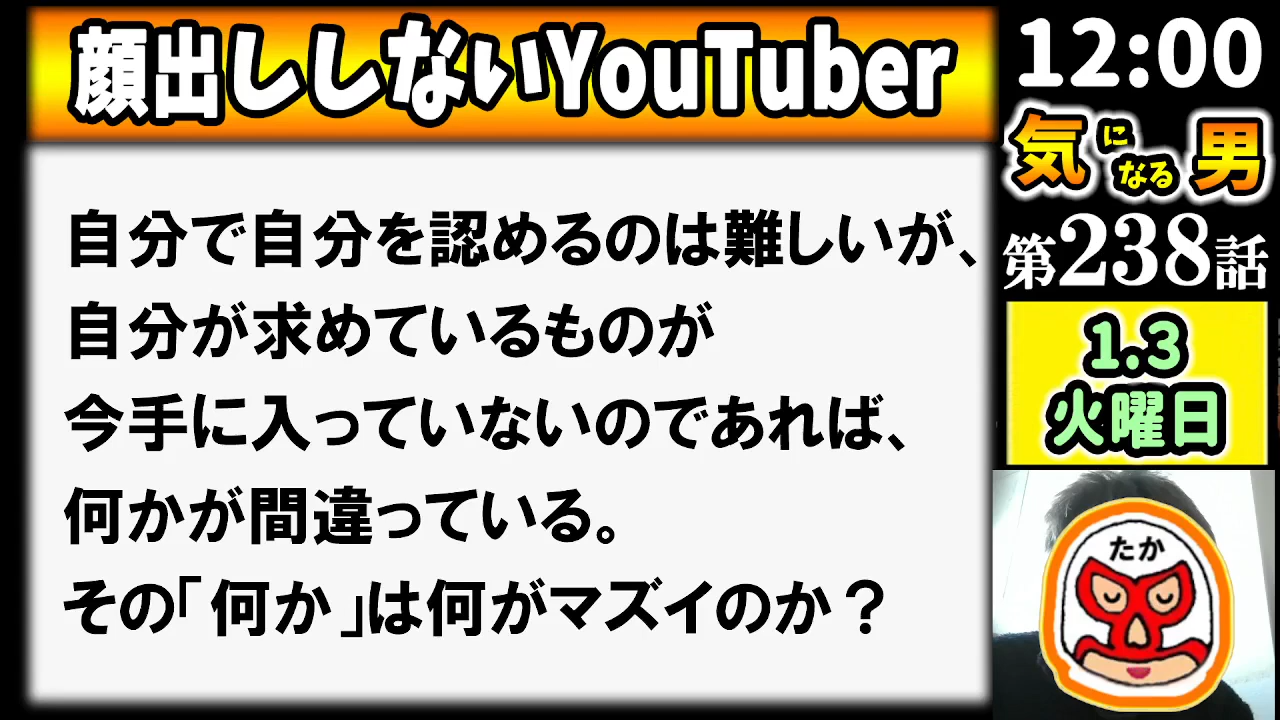 顔出ししないYouTuber
自分で自分を認めるのは難しいが、
自分が求めているものが
今手に入っていないのであれば、
何かが間違っている。
その「何か」は何がマズイのか？
12:00
気になる男
第238話
1.3
火曜日
たか